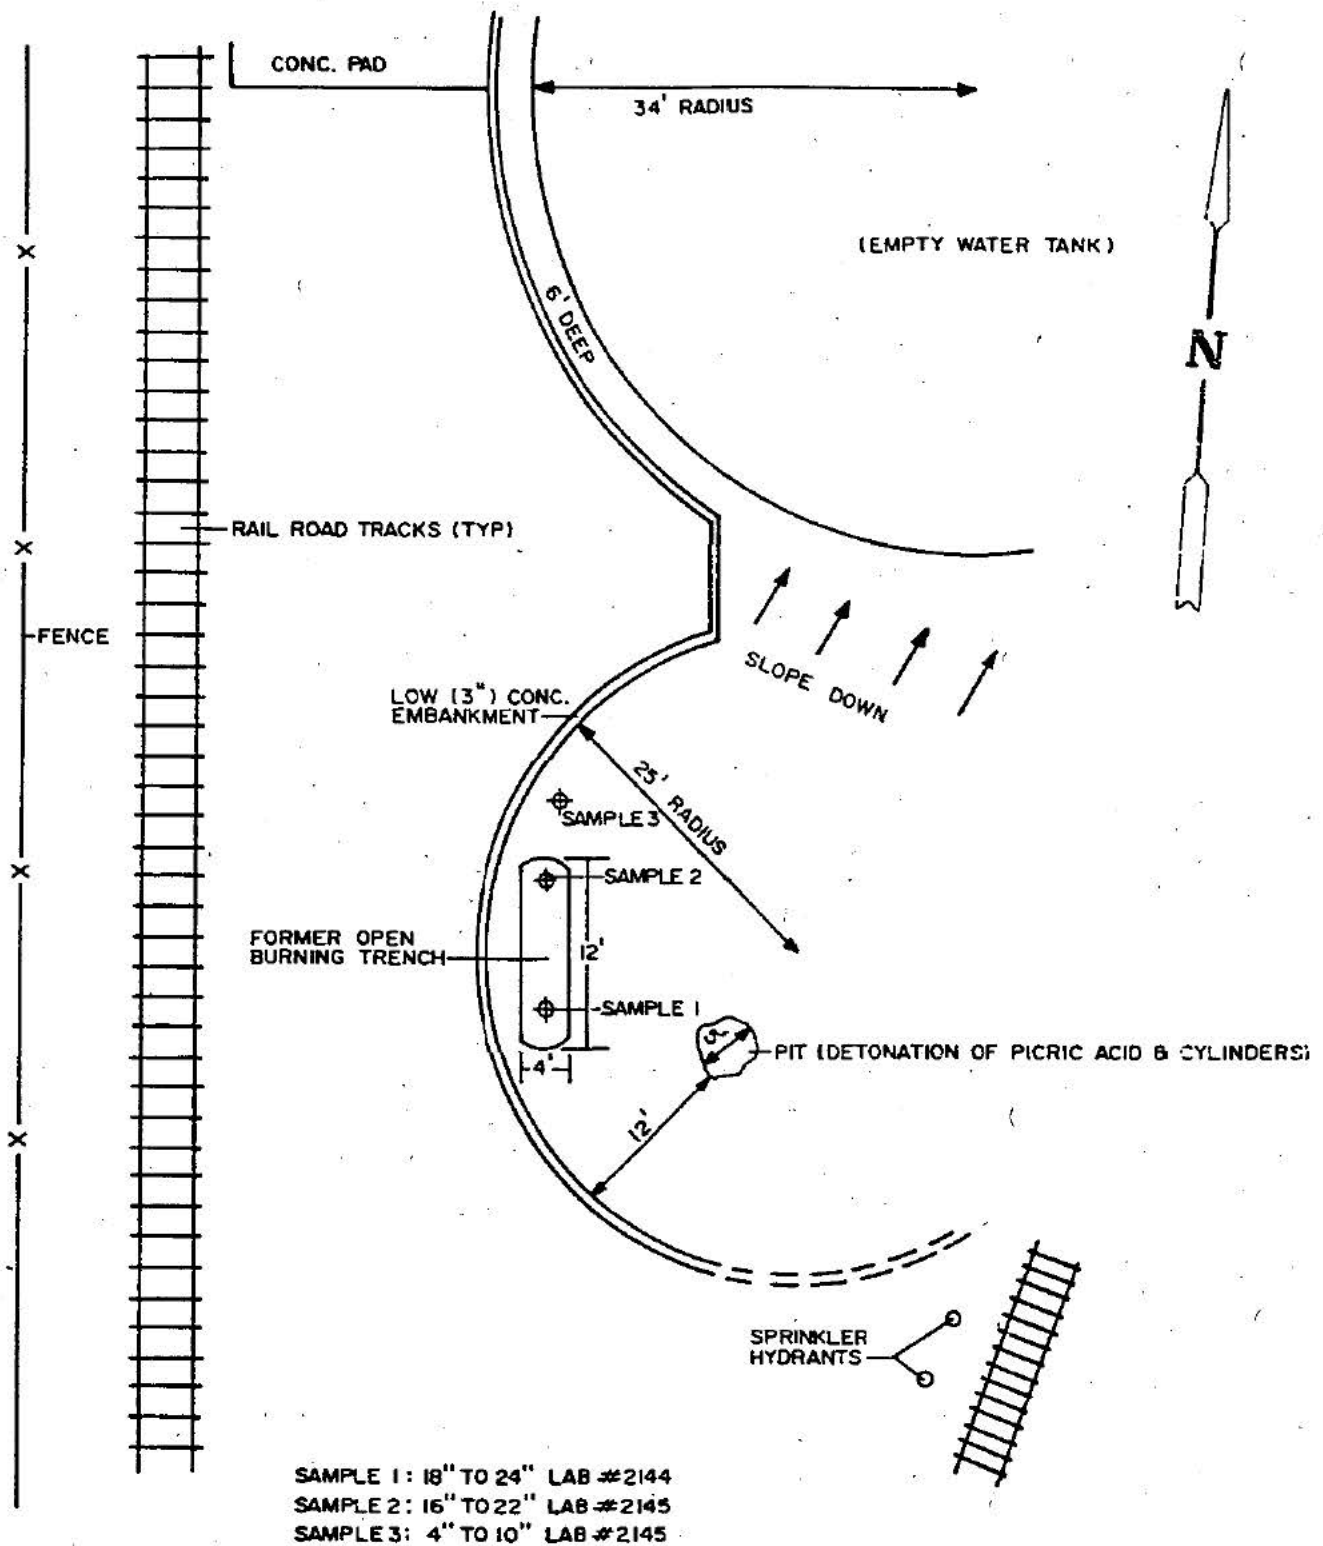 CONC. PAD
34' RADIUS
(EMPTY WATER TANK)
6' DEEP
N
RAIL ROAD TRACKS (TYP)
FENCE
SLOPE DOWN
LOW (3") CONC.
EMBANKMENT
25' RADIUS
SAMPLE 3
SAMPLE 2
FORMER OPEN
BURNING TRENCH
12'
SAMPLE 1
5'
PIT (DETONATION OF PICRIC ACID & CYLINDERS)
4'
12'
SPRINKLER
HYDRANTS
SAMPLE 1: 18" TO 24" LAB #2144
SAMPLE 2: 16" TO 22" LAB #2145
SAMPLE 3: 4" TO 10" LAB #2145